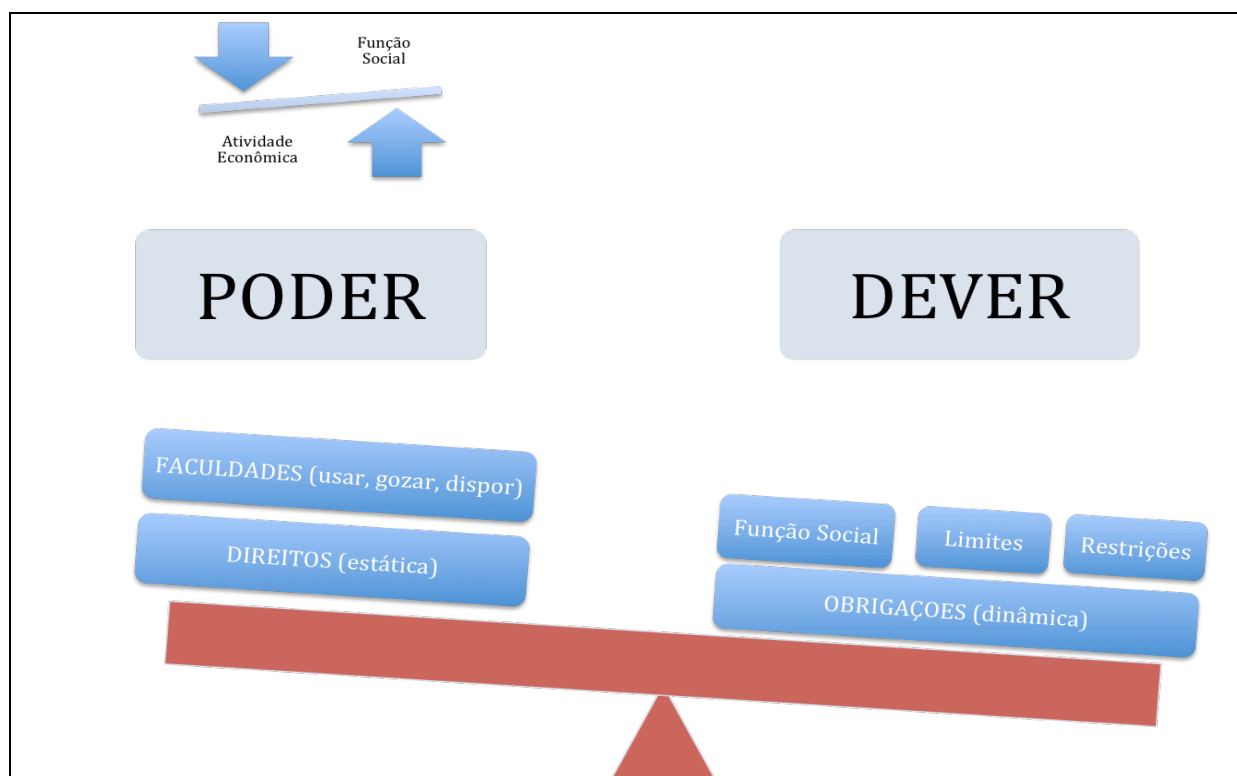 Função
Social
Atividade
Econômica
PODER
DEVER
FACULDADES (usar, gozar, dispor)
DIREITOS (estática)
Função Social
Limites
Restrições
OBRIGAÇOES (dinâmica)